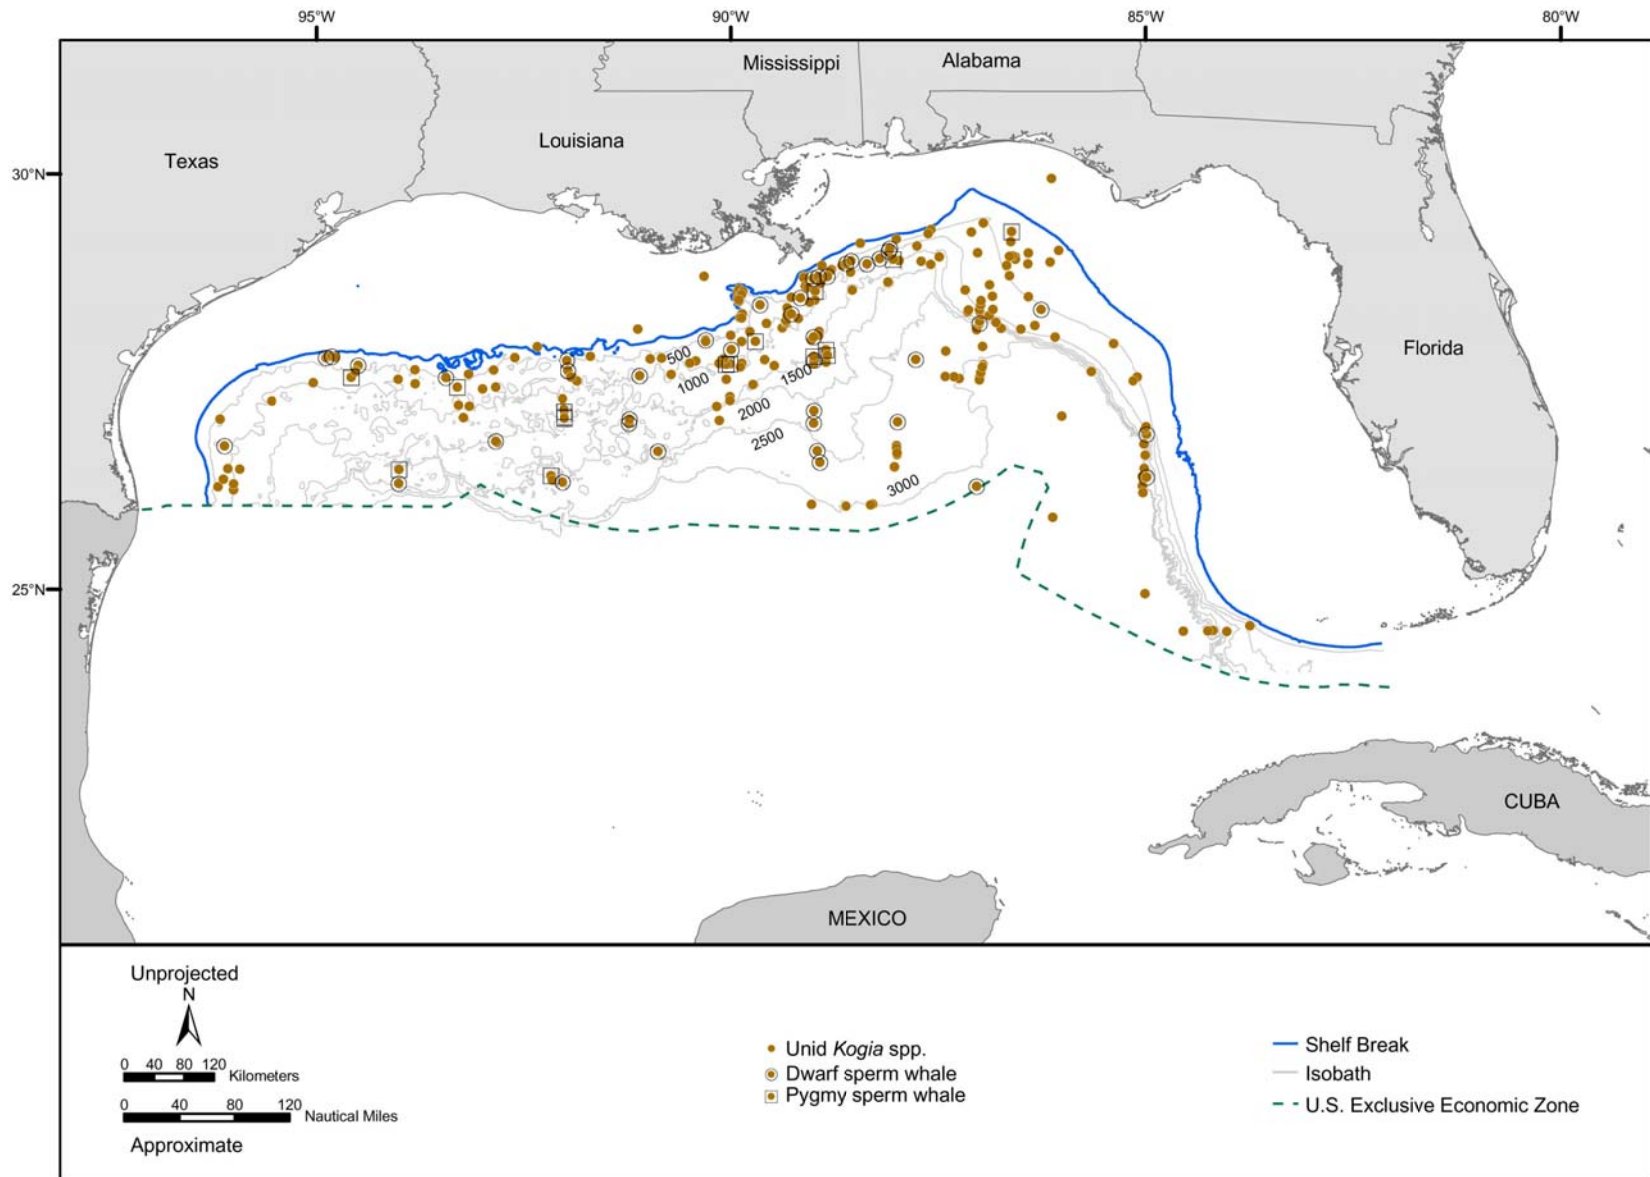 95°W 90°W 85°W 80°W
Mississippi Alabama
Louisiana
Texas
30°N
Florida
500
1000
1500
2000
2500
3000
25°N
CUBA
MEXICO
Unprojected
N
0 40 80 120
Kilometers
0 40 80 120
Nautical Miles
Approximate
Unid Kogia spp.
Dwarf sperm whale
Pygmy sperm whale
Shelf Break
Isobath
U.S. Exclusive Economic Zone